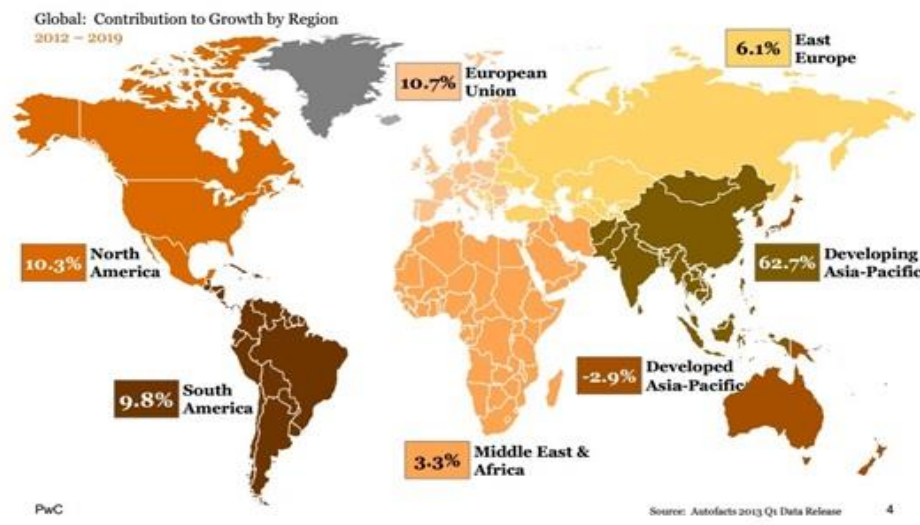 Global: Contribution to Growth by Region
2012 – 2019
6.1%
East
Europe
10.7%
European
Union
10.3%
North
America
62.7%
Developing
Asia-Pacific
-2.9%
Developed
Asia-Pacific
9.8%
South
America
3.3%
Middle East &
Africa
PwC
Source: Autofacts 2013 Q1 Data Release
4